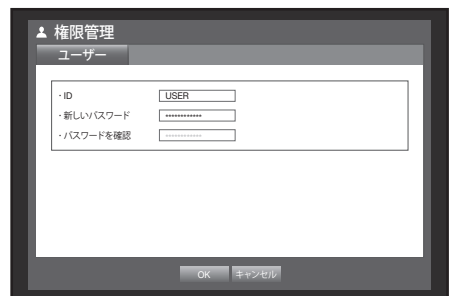 権限管理
ユーザー
· ID USER
· 新しいパスワード ************
· パスワードを確認 ************
OK キャンセル